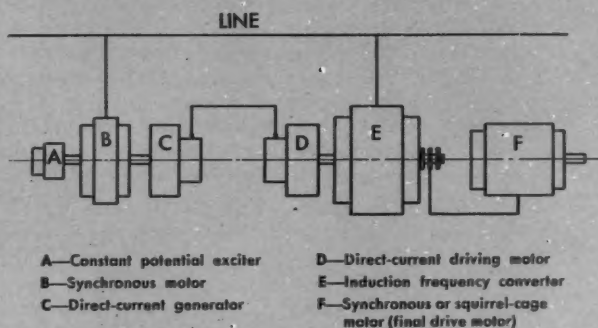 LINE
A
B
C
D
E
F
A—Constant potential exciter
B—Synchronous motor
C—Direct-current generator
D—Direct-current driving motor
E—Induction frequency converter
F—Synchronous or squirrel-cage
motor (final drive motor)